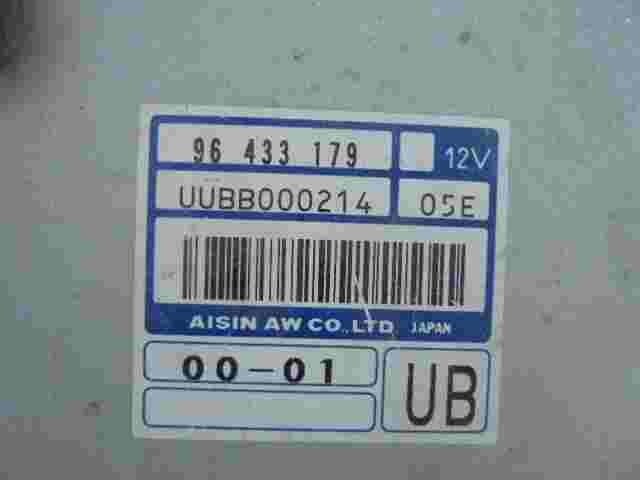 96 433 179 12V
UUBB000214 05E
AISIN AW CO.,LTD JAPAN
00-01
UB